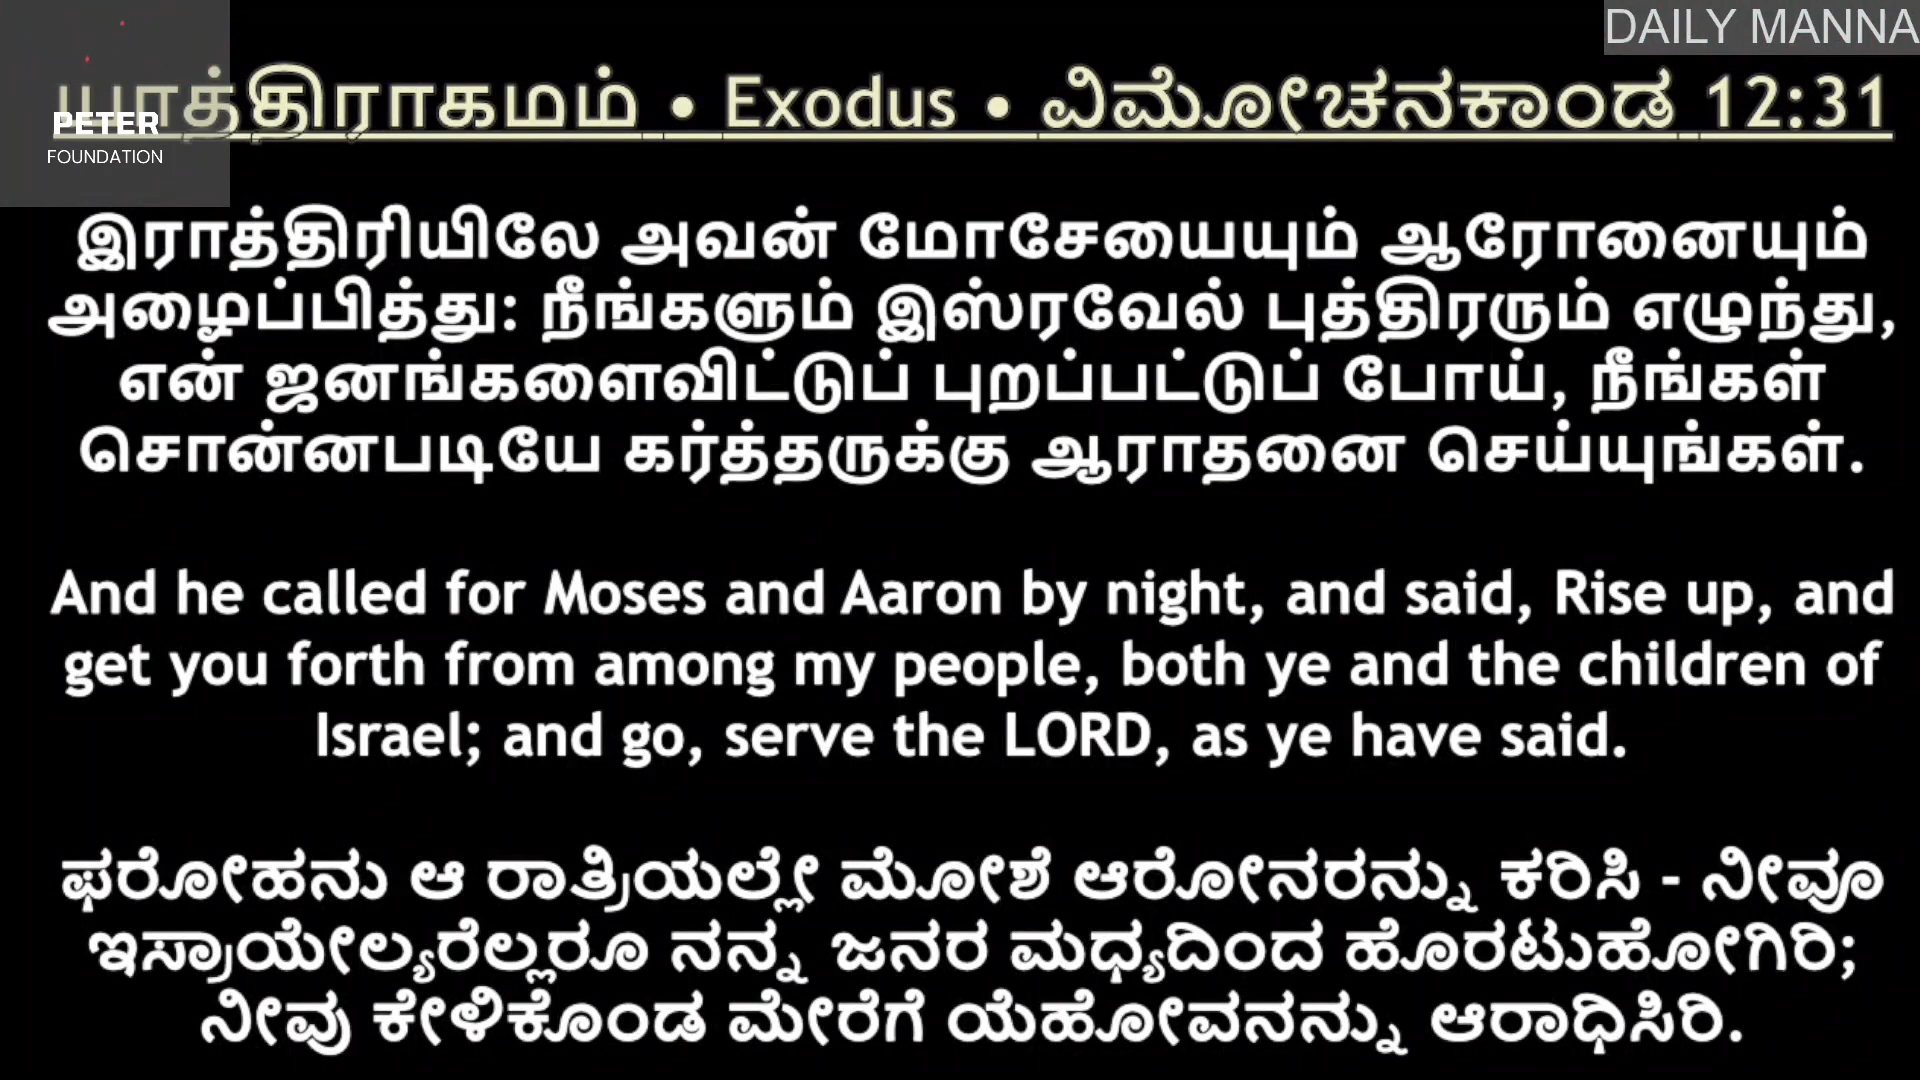 DAILY MANNA
யாத்திராகமம் • Exodus • ವಿಮೋಚನಕಾಂಡ 12:31
PETER
FOUNDATION
இராத்திரியிலே அவன் மோசேயையும் ஆரோனையும்
அழைப்பித்து: நீங்களும் இஸ்ரவேல் புத்திரரும் எழுந்து,
என் ஜனங்களைவிட்டுப் புறப்பட்டுப் போய், நீங்கள்
சொன்னபடியே கர்த்தருக்கு ஆராதனை செய்யுங்கள்.
And he called for Moses and Aaron by night, and said, Rise up, and
get you forth from among my people, both ye and the children of
Israel; and go, serve the LORD, as ye have said.
ಫರೋಹನು ಆ ರಾತ್ರಿಯಲ್ಲೇ ಮೋಶೆ ಆರೋನರನ್ನು ಕರಿಸಿ - ನೀವೂ
ಇಸ್ರಾಯೇಲ್ಯರೆಲ್ಲರೂ ನನ್ನ ಜನರ ಮಧ್ಯದಿಂದ ಹೊರಟುಹೋಗಿರಿ;
ನೀವು ಕೇಳಿಕೊಂಡ ಮೇರೆಗೆ ಯೆಹೋವನನ್ನು ಆರಾಧಿಸಿರಿ.